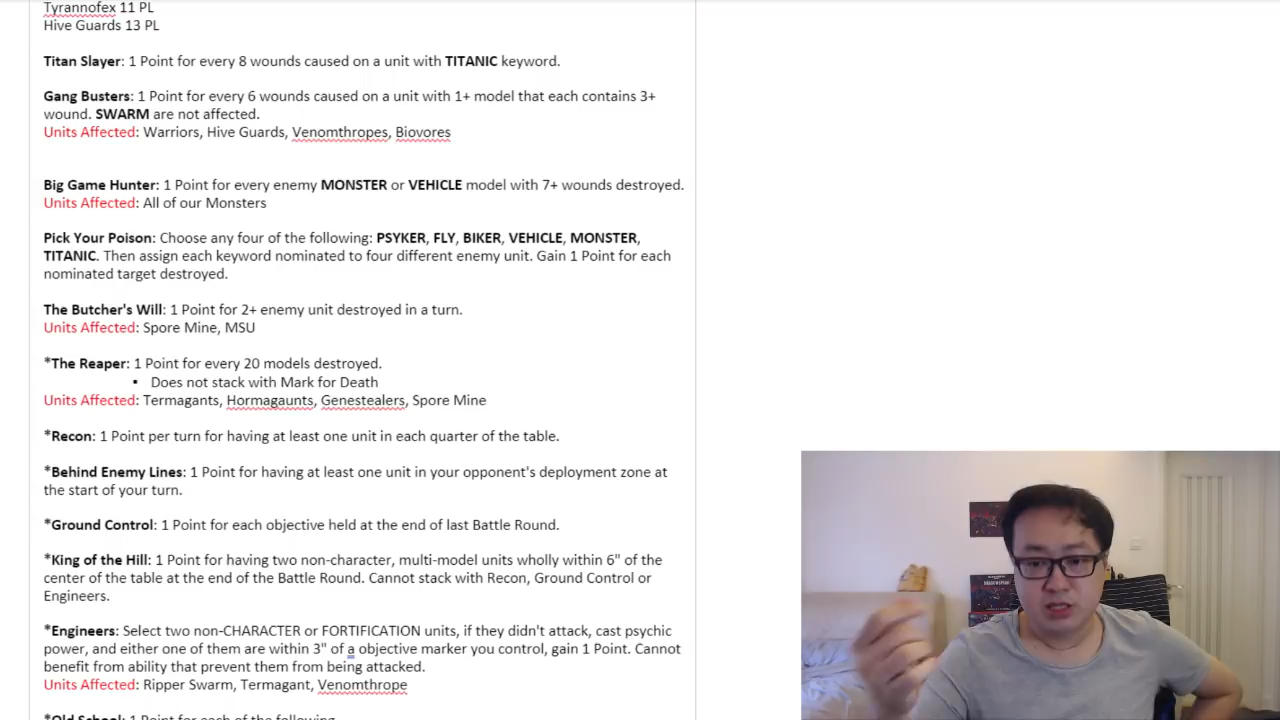 Tyrannofex 11 PL
Hive Guards 13 PL
Titan Slayer: 1 Point for every 8 wounds caused on a unit with TITANIC keyword.
Gang Busters: 1 Point for every 6 wounds caused on a unit with 1+ model that each contains 3+
wound. SWARM are not affected.
Units Affected: Warriors, Hive Guards, Venomthropes, Biovores
Big Game Hunter: 1 Point for every enemy MONSTER or VEHICLE model with 7+ wounds destroyed.
Units Affected: All of our Monsters
Pick Your Poison: Choose any four of the following: PSYKER, FLY, BIKER, VEHICLE, MONSTER,
TITANIC. Then assign each keyword nominated to four different enemy unit. Gain 1 Point for each
nominated target destroyed.
The Butcher's Will: 1 Point for 2+ enemy unit destroyed in a turn.
Units Affected: Spore Mine, MSU
*The Reaper: 1 Point for every 20 models destroyed.
▪ Does not stack with Mark for Death
Units Affected: Termagants, Hormagaunts, Genestealers, Spore Mine
*Recon: 1 Point per turn for having at least one unit in each quarter of the table.
*Behind Enemy Lines: 1 Point for having at least one unit in your opponent's deployment zone at
the start of your turn.
*Ground Control: 1 Point for each objective held at the end of last Battle Round.
*King of the Hill: 1 Point for having two non-character, multi-model units wholly within 6" of the
center of the table at the end of the Battle Round. Cannot stack with Recon, Ground Control or
Engineers.
*Engineers: Select two non-CHARACTER or FORTIFICATION units, if they didn't attack, cast psychic
power, and either one of them are within 3" of a objective marker you control, gain 1 Point. Cannot
benefit from ability that prevent them from being attacked.
Units Affected: Ripper Swarm, Termagant, Venomthrope
*Old School: 1 Point for each of the following